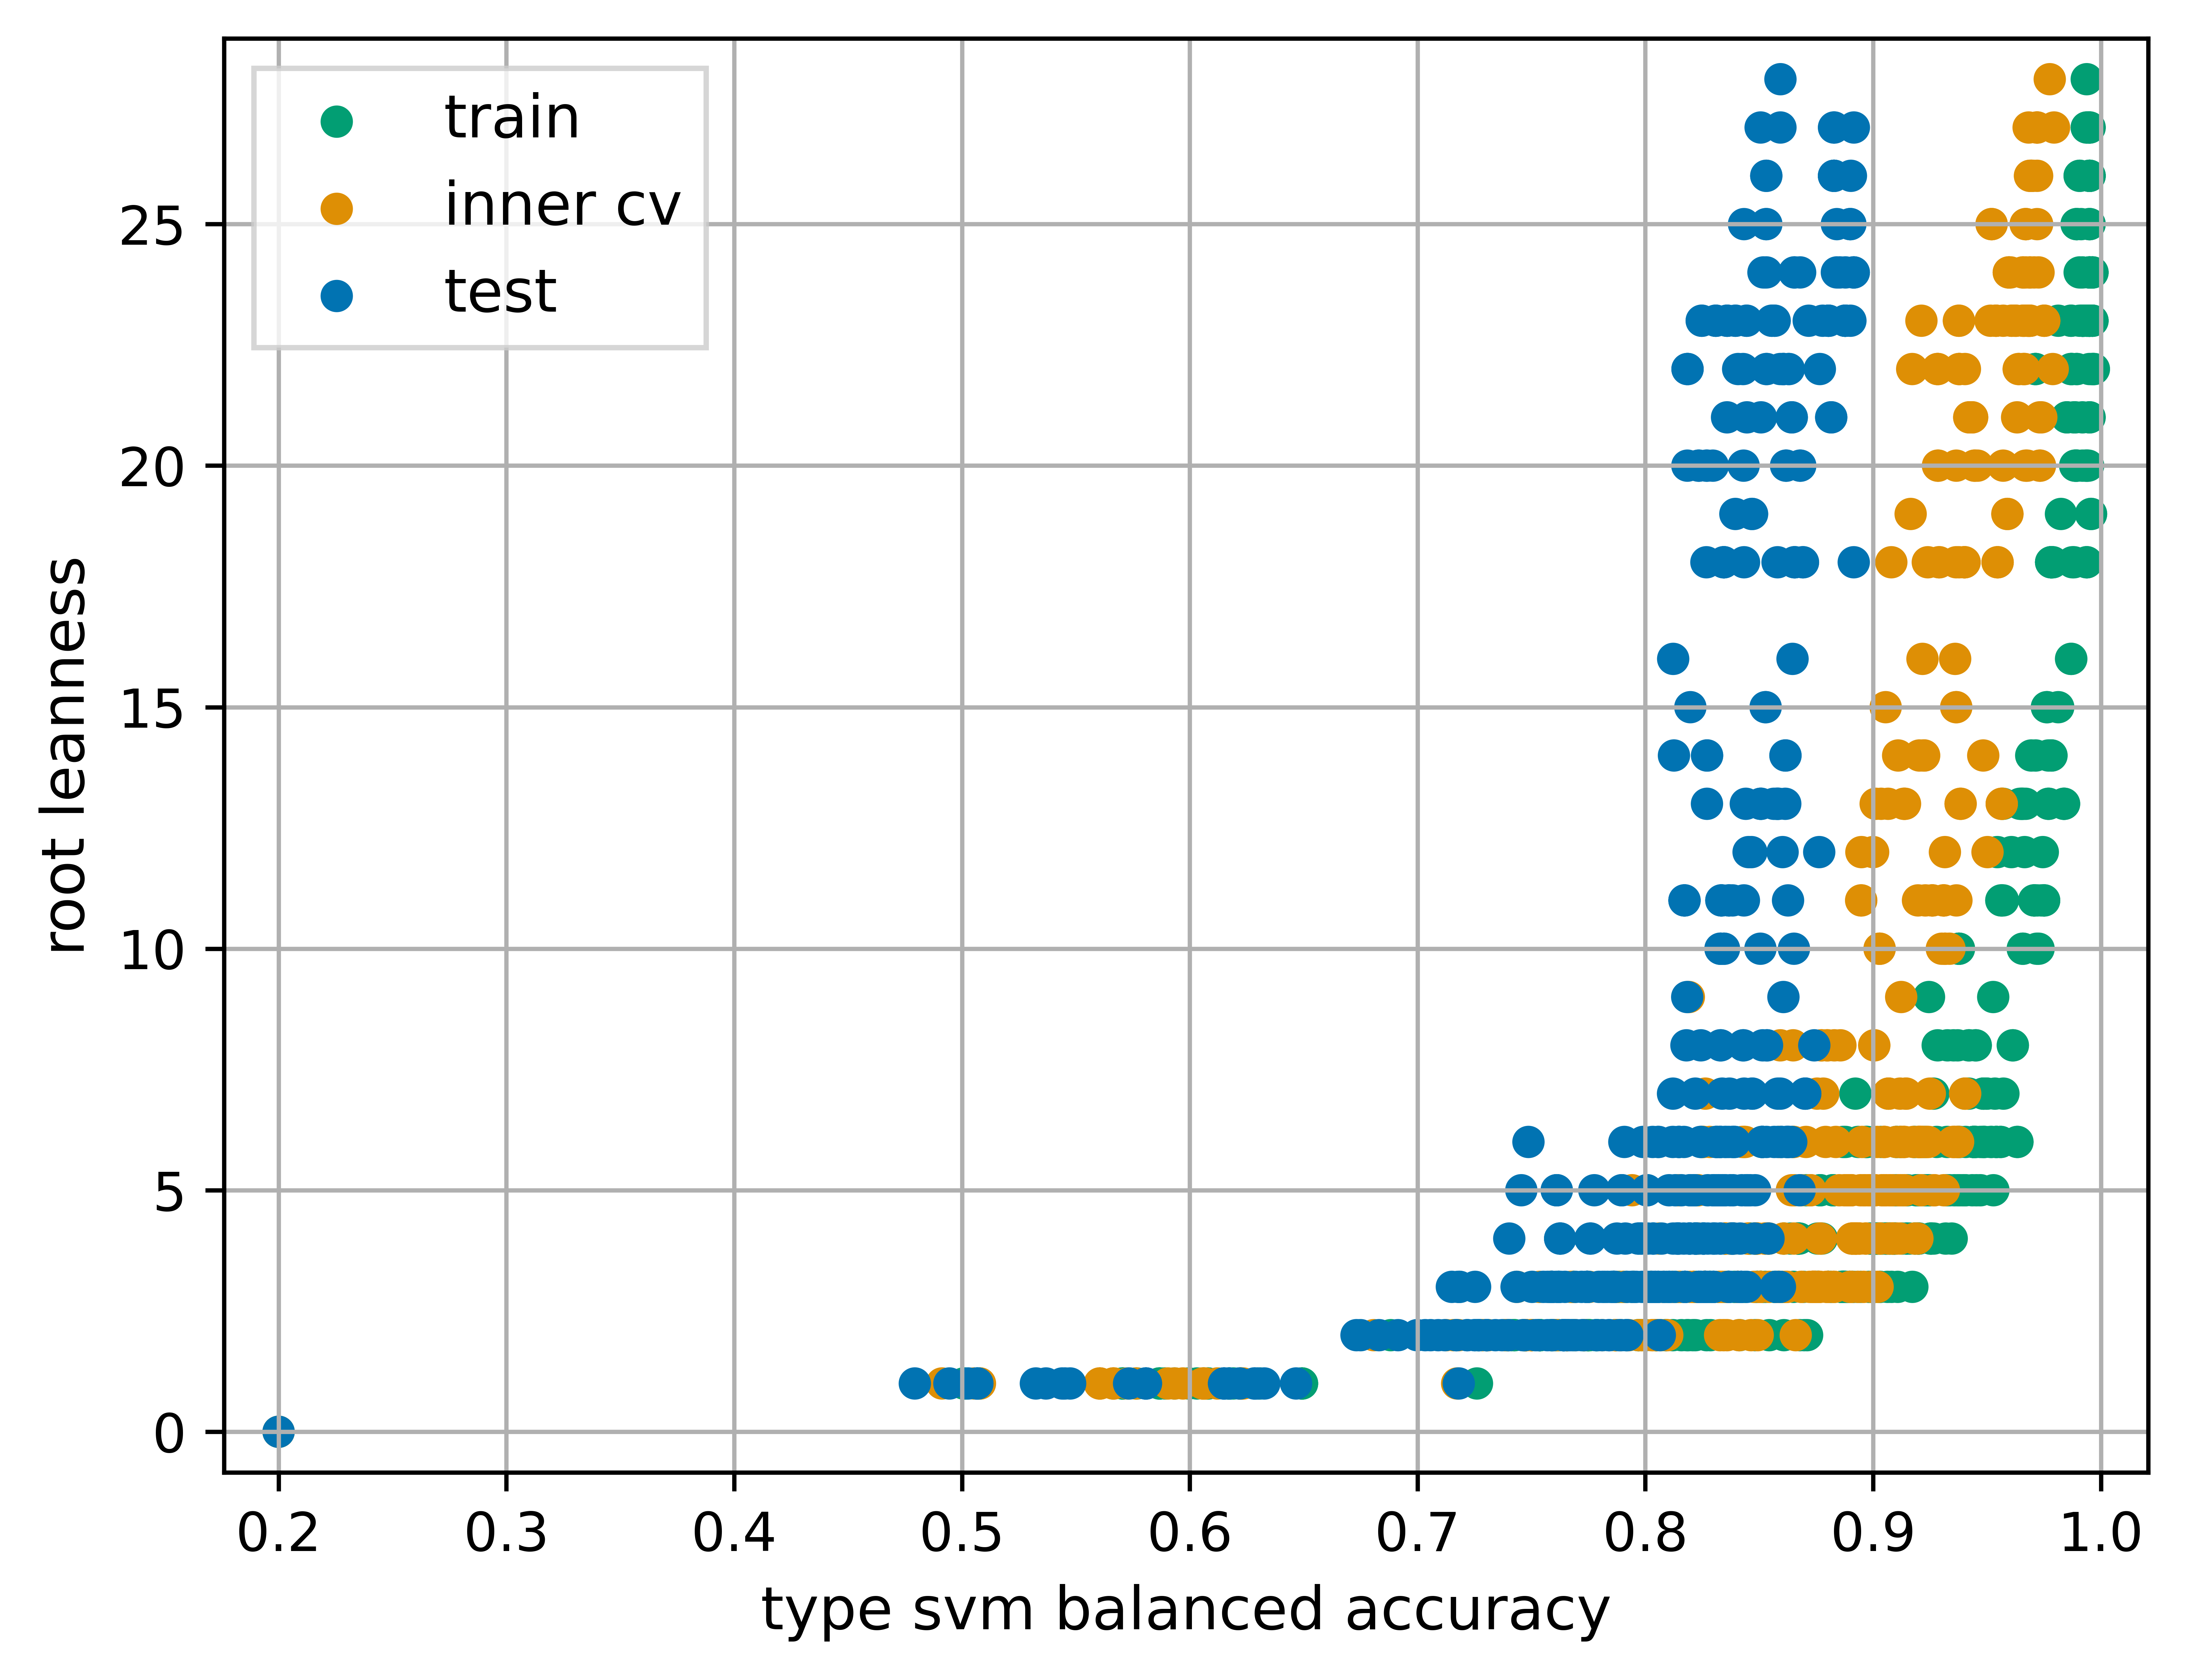 train
inner cv
test
25
20
15
10
5
0
root leanness
0.2 0.3 0.4 0.5 0.6 0.7 0.8 0.9 1.0
type svm balanced accuracy